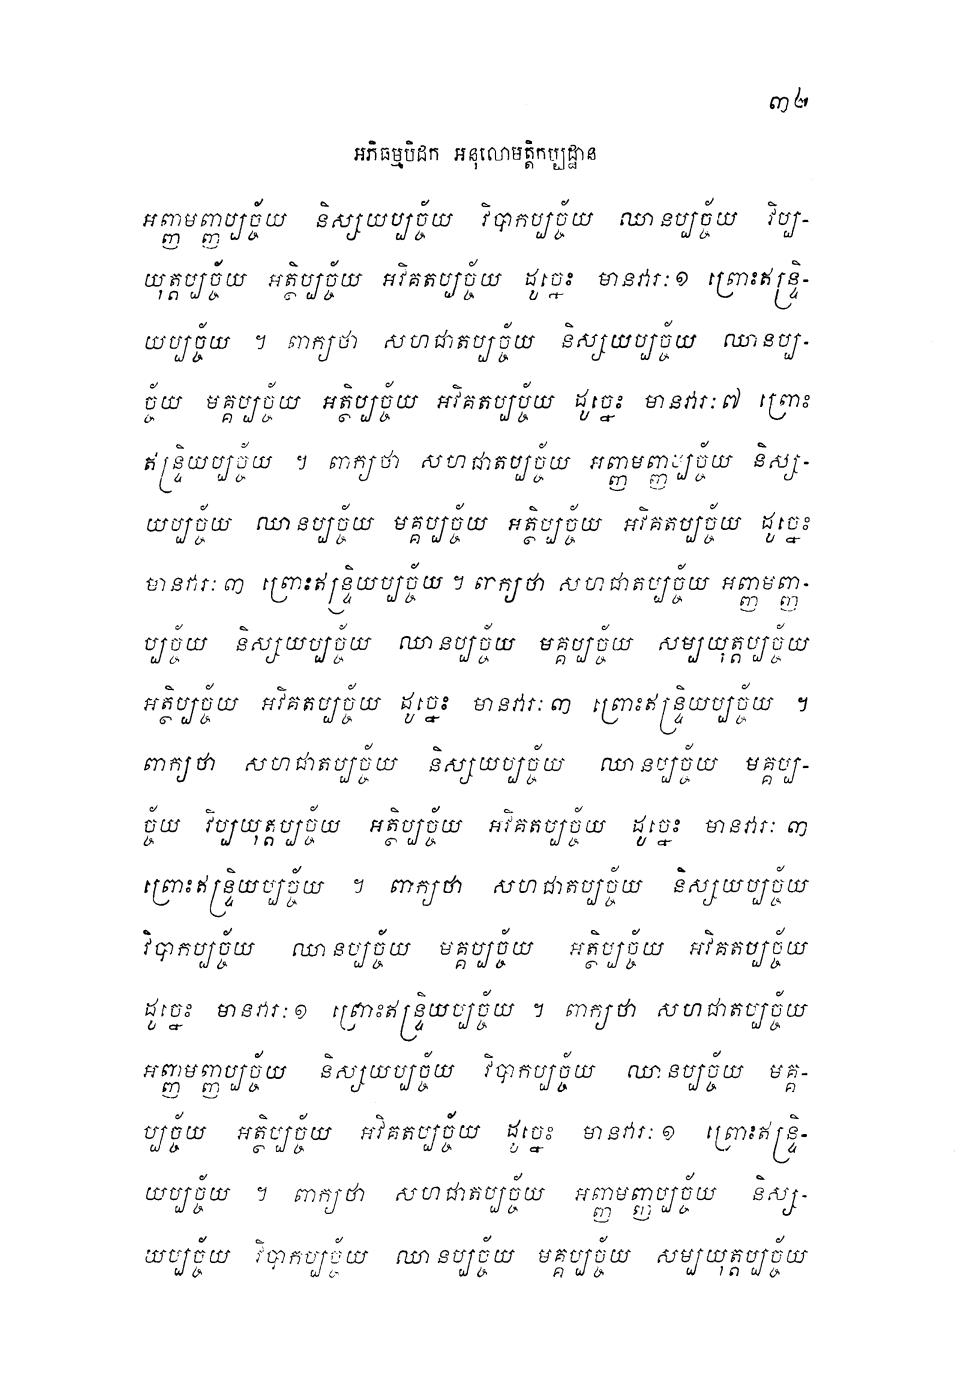 ៣៤
អភិធម្មបិដក អនុលោមត្តិកប្បដ្ឋាន
អញ្ញាមញ្ញប្បច្ច័យ និស្សយប្បច្ច័យ វិបាកប្បច្ច័យ ឈានប្បច្ច័យ វិប្ប-
យុត្តប្បច្ច័យ អត្ថិប្បច្ច័យ អវិគតប្បច្ច័យ ដូច្នេះ មានវារៈ ១ ព្រោះឥន្ទ្រិ-
យប្បច្ច័យ ។ ពាក្យថា សហជាតប្បច្ច័យ និស្សយប្បច្ច័យ ឈានប្ប-
ច្ច័យ មគ្គប្បច្ច័យ អត្ថិប្បច្ច័យ អវិគតប្បច្ច័យ ដូច្នេះ មានវារៈ ៧ ព្រោះ
ឥន្ទ្រិយប្បច្ច័យ ។ ពាក្យថា សហជាតប្បច្ច័យ អញ្ញាមញ្ញប្បច្ច័យ និស្ស-
យប្បច្ច័យ ឈានប្បច្ច័យ មគ្គប្បច្ច័យ អត្ថិប្បច្ច័យ អវិគតប្បច្ច័យ ដូច្នេះ
មានវារៈ ៣ ព្រោះឥន្ទ្រិយប្បច្ច័យ ។ ពាក្យថា សហជាតប្បច្ច័យ អញ្ញាមញ្ញ-
ប្បច្ច័យ និស្សយប្បច្ច័យ ឈានប្បច្ច័យ មគ្គប្បច្ច័យ សម្បយុត្តប្បច្ច័យ
អត្ថិប្បច្ច័យ អវិគតប្បច្ច័យ ដូច្នេះ មានវារៈ ៣ ព្រោះឥន្ទ្រិយប្បច្ច័យ ។
ពាក្យថា សហជាតប្បច្ច័យ និស្សយប្បច្ច័យ ឈានប្បច្ច័យ មគ្គប្ប-
ច្ច័យ វិប្បយុត្តប្បច្ច័យ អត្ថិប្បច្ច័យ អវិគតប្បច្ច័យ ដូច្នេះ មានវារៈ ៣
ព្រោះឥន្ទ្រិយប្បច្ច័យ ។ ពាក្យថា សហជាតប្បច្ច័យ និស្សយប្បច្ច័យ
វិបាកប្បច្ច័យ ឈានប្បច្ច័យ មគ្គប្បច្ច័យ អត្ថិប្បច្ច័យ អវិគតប្បច្ច័យ
ដូច្នេះ មានវារៈ ១ ព្រោះឥន្ទ្រិយប្បច្ច័យ ។ ពាក្យថា សហជាតប្បច្ច័យ
អញ្ញាមញ្ញប្បច្ច័យ និស្សយប្បច្ច័យ វិបាកប្បច្ច័យ ឈានប្បច្ច័យ មគ្គ-
ប្បច្ច័យ អត្ថិប្បច្ច័យ អវិគតប្បច្ច័យ ដូច្នេះ មានវារៈ ១ ព្រោះឥន្ទ្រិ-
យប្បច្ច័យ ។ ពាក្យថា សហជាតប្បច្ច័យ អញ្ញាមញ្ញប្បច្ច័យ និស្ស-
យប្បច្ច័យ វិបាកប្បច្ច័យ ឈានប្បច្ច័យ មគ្គប្បច្ច័យ សម្បយុត្តប្បច្ច័យ